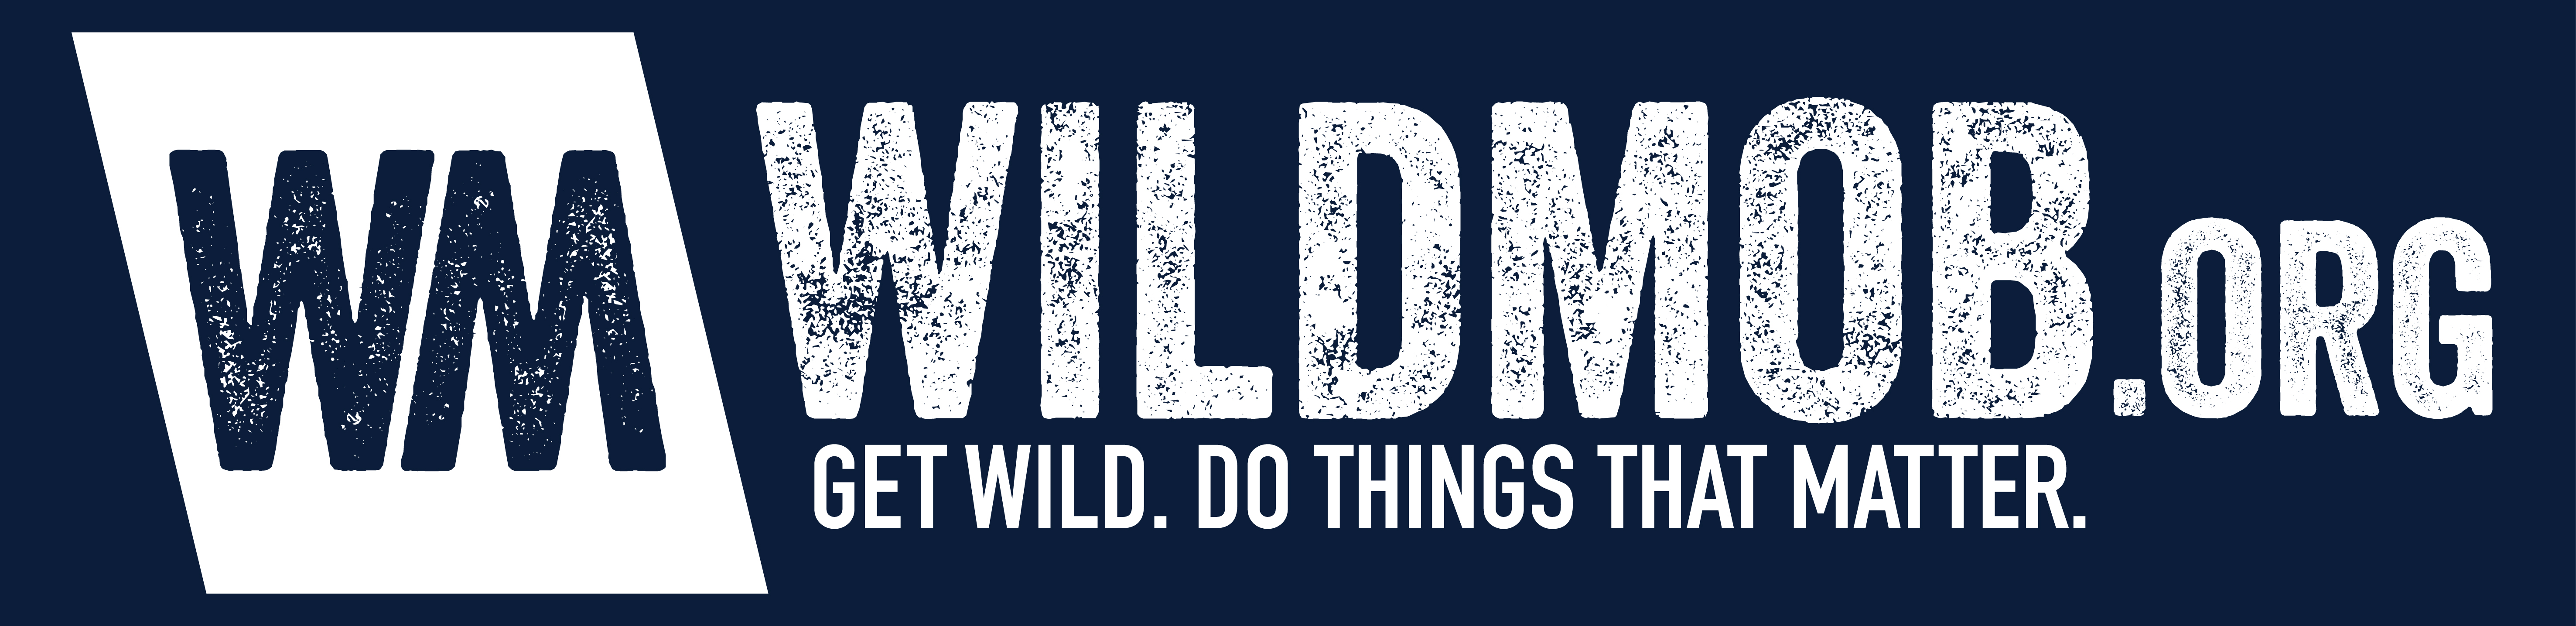 WM
WILDMOB.ORG
GET WILD. DO THINGS THAT MATTER.